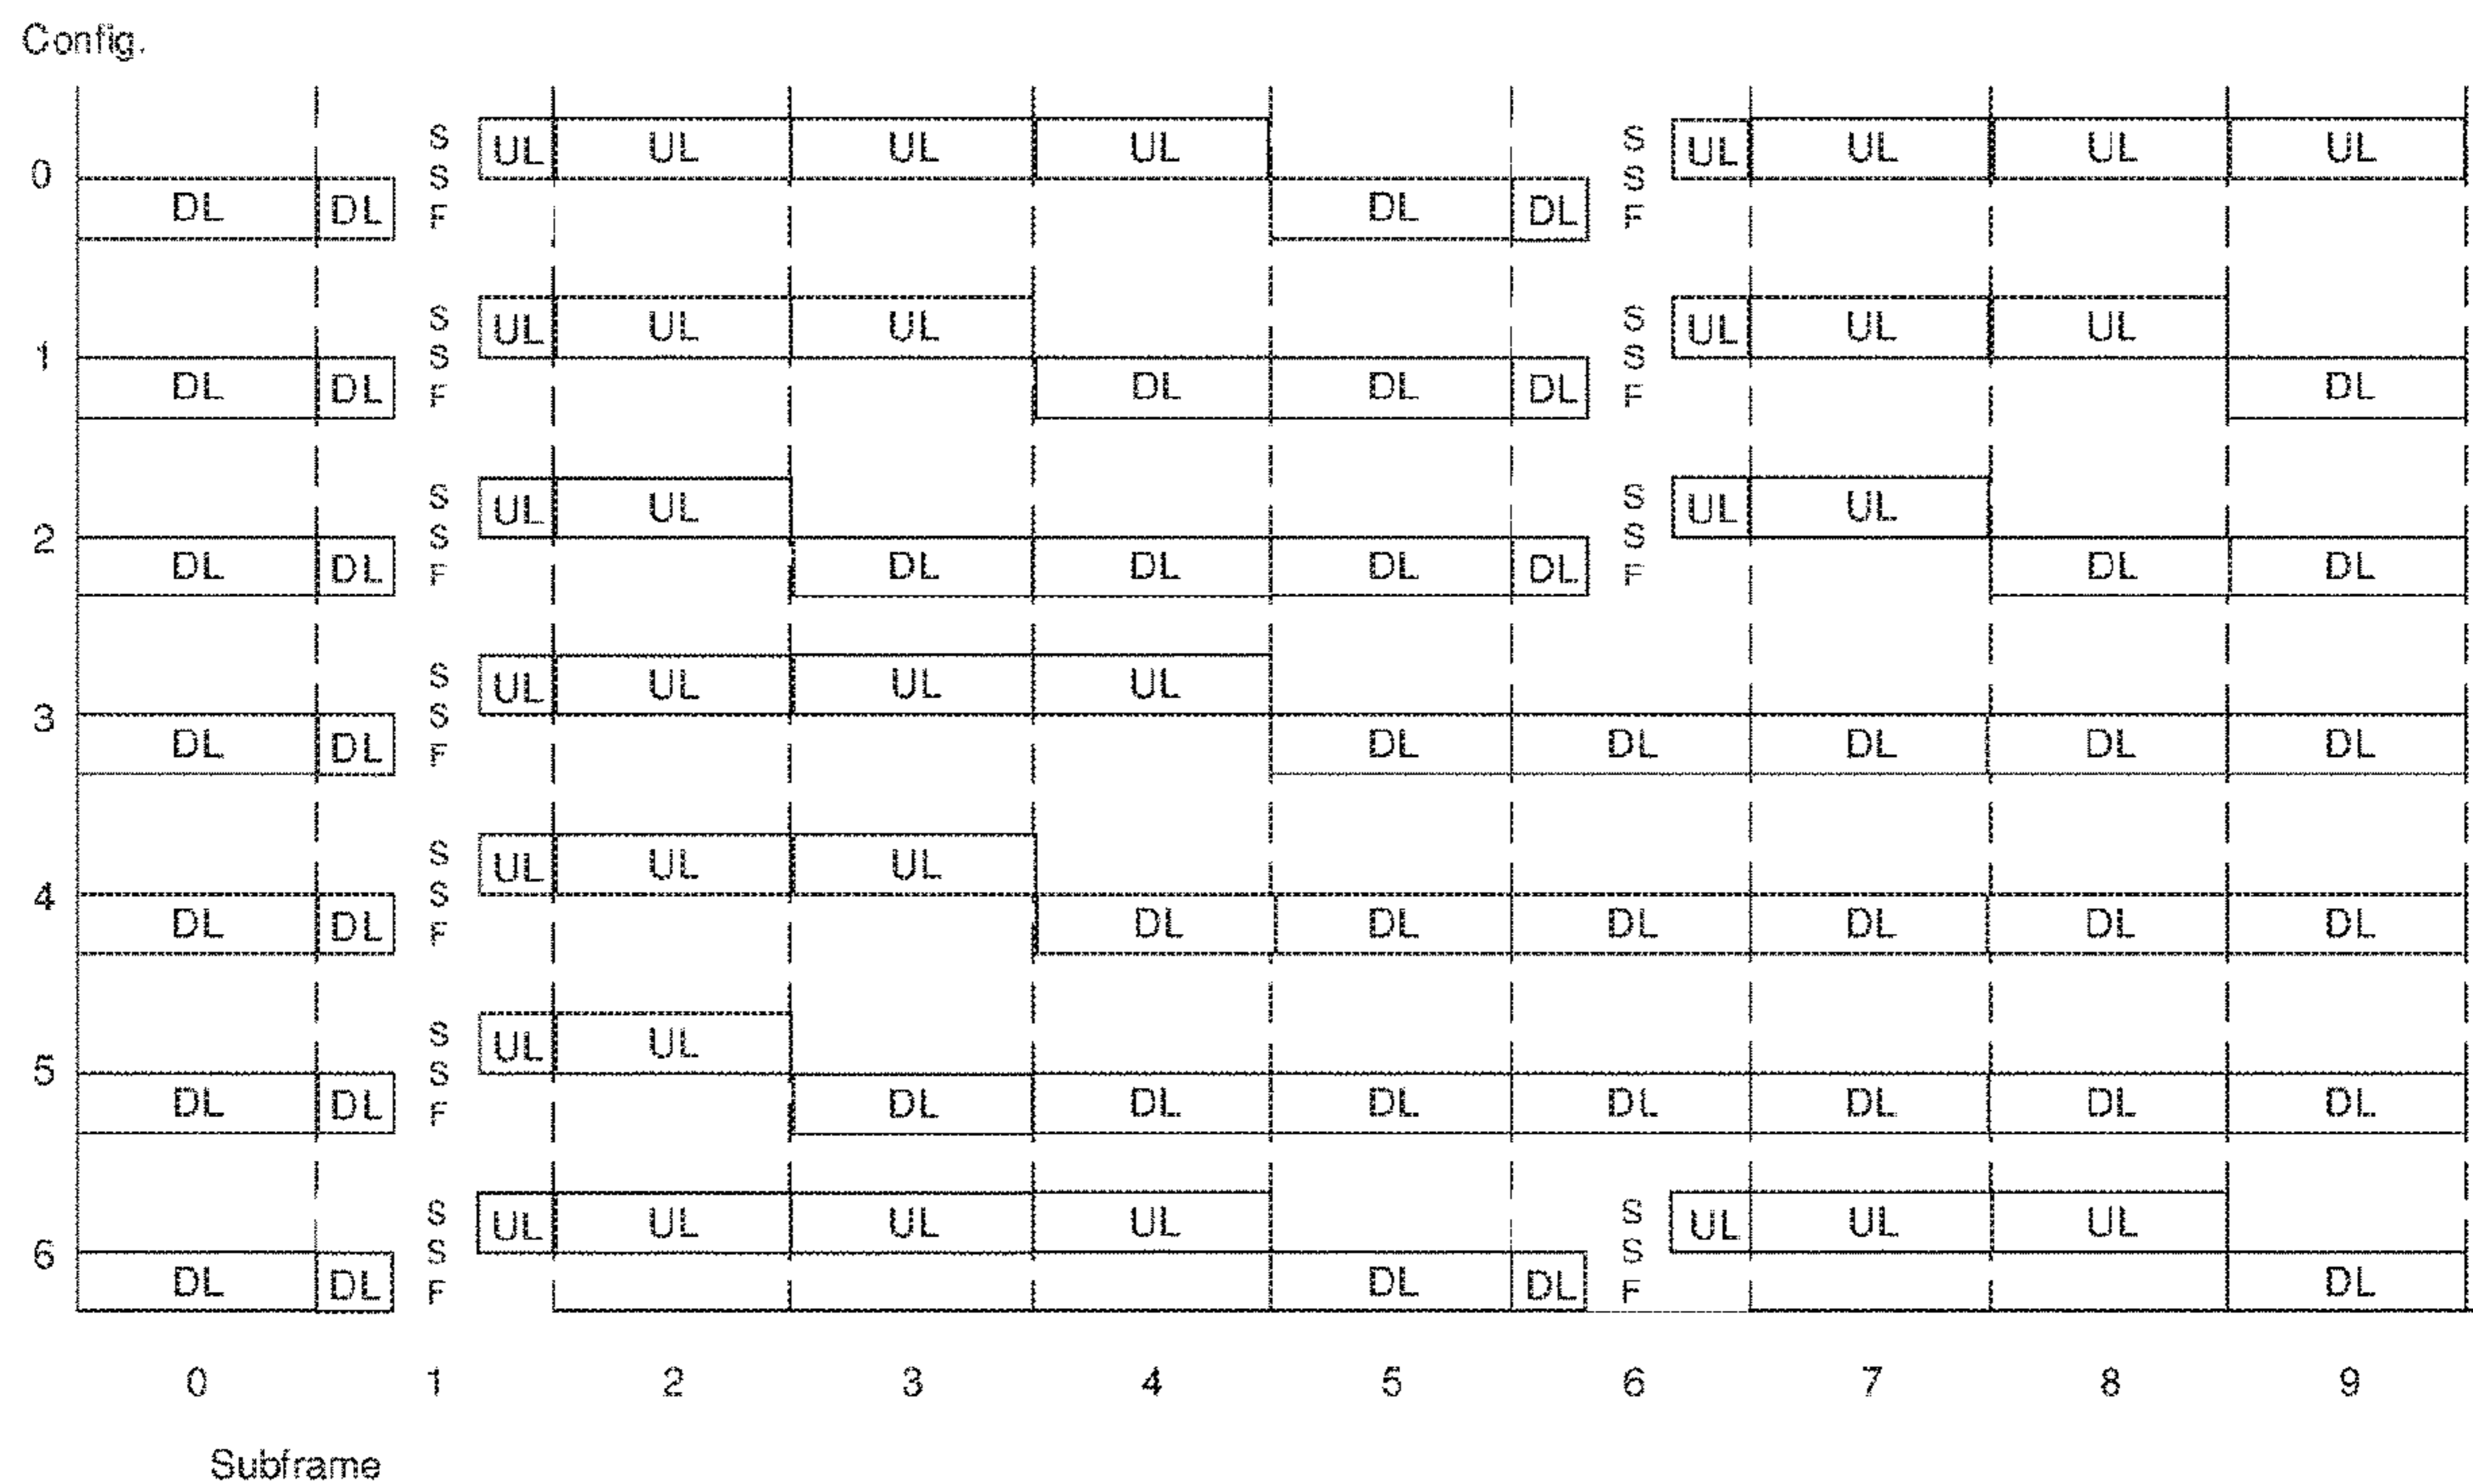 Config.
S UL UL UL UL S UL UL UL UL
0 S S
DL DL F DL DL F
S UL UL UL S UL UL UL
1 S S
DL DL F DL DL DL F DL
S UL UL S UL UL
2 S S
DL DL F DL DL DL DL F DL DL
S UL UL UL UL
3 S
DL DL F DL DL DL DL DL
S UL UL UL
4 S
DL DL F DL DL DL DL DL DL
S UL UL
5 S
DL DL F DL DL DL DL DL DL DL
S UL UL UL UL S UL UL UL
6 S S
DL DL F DL DL F DL
0 1 2 3 4 5 6 7 8 9
Subframe